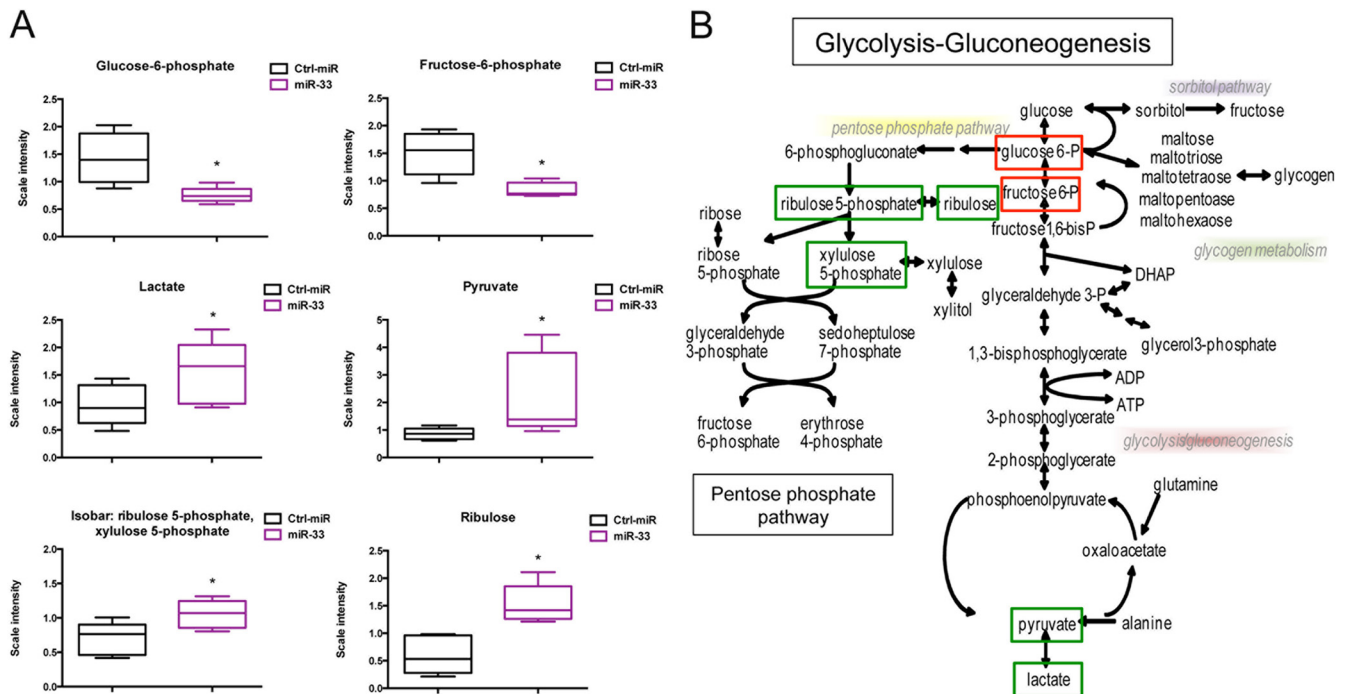 A
Glucose-6-phosphate
Ctrl-miR
miR-33
Scale intensity
2.5
2.0
1.5
1.0
0.5
0.0
*
Fructose-6-phosphate
Ctrl-miR
miR-33
Scale intensity
2.5
2.0
1.5
1.0
0.5
0.0
*
Lactate
Ctrl-miR
miR-33
Scale intensity
2.5
2.0
1.5
1.0
0.5
0.0
*
Pyruvate
Ctrl-miR
miR-33
Scale intensity
5
4
3
2
1
0
*
Isobar: ribulose 5-phosphate,
xylulose 5-phosphate
Ctrl-miR
miR-33
Scale intensity
2.0
1.5
1.0
0.5
0.0
*
Ribulose
Ctrl-miR
miR-33
Scale intensity
2.5
2.0
1.5
1.0
0.5
0.0
*
B
Glycolysis-Gluconeogenesis
sorbitol pathway
glucose
sorbitol
fructose
pentose phosphate pathway
6-phosphogluconate
glucose 6-P
maltose
maltotriose
maltotetraose
maltopentoase
maltohexaose
glycogen
ribulose 5-phosphate
ribulose
fructose 6-P
fructose 1,6-bisP
glycogen metabolism
ribose
ribose
5-phosphate
xylulose
5-phosphate
xylulose
xylitol
DHAP
glyceraldehyde 3-P
glycerol3-phosphate
glyceraldehyde
3-phosphate
sedoheptulose
7-phosphate
1,3-bisphosphoglycerate
ADP
ATP
3-phosphoglycerate
fructose
6-phosphate
erythrose
4-phosphate
glycolysis/gluconeogenesis
2-phosphoglycerate
Pentose phosphate
pathway
phosphoenolpyruvate
glutamine
oxaloacetate
pyruvate
alanine
lactate